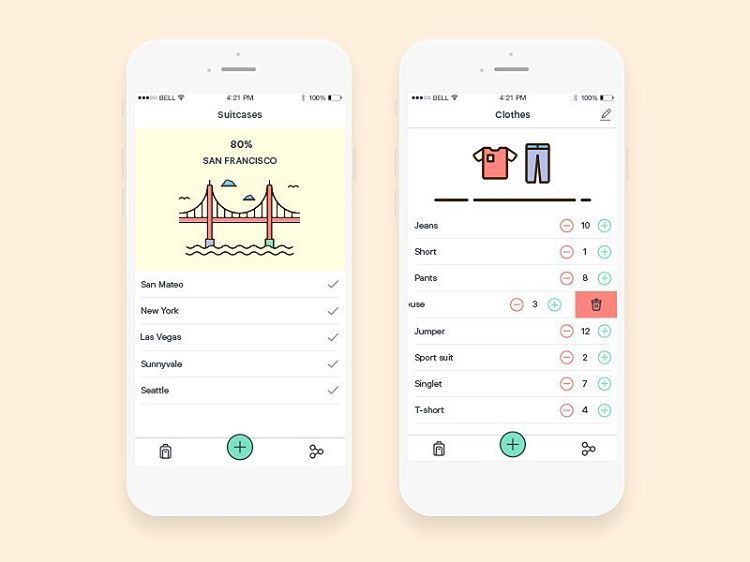 BELL 4:21 PM 100%
Suitcases
80%
SAN FRANCISCO
San Mateo
New York
Las Vegas
Sunnyvale
Seattle
BELL 4:21 PM 100%
Clothes
Jeans 10
Short 1
Pants 8
ouse 3
Jumper 12
Sport suit 2
Singlet 7
T-short 4